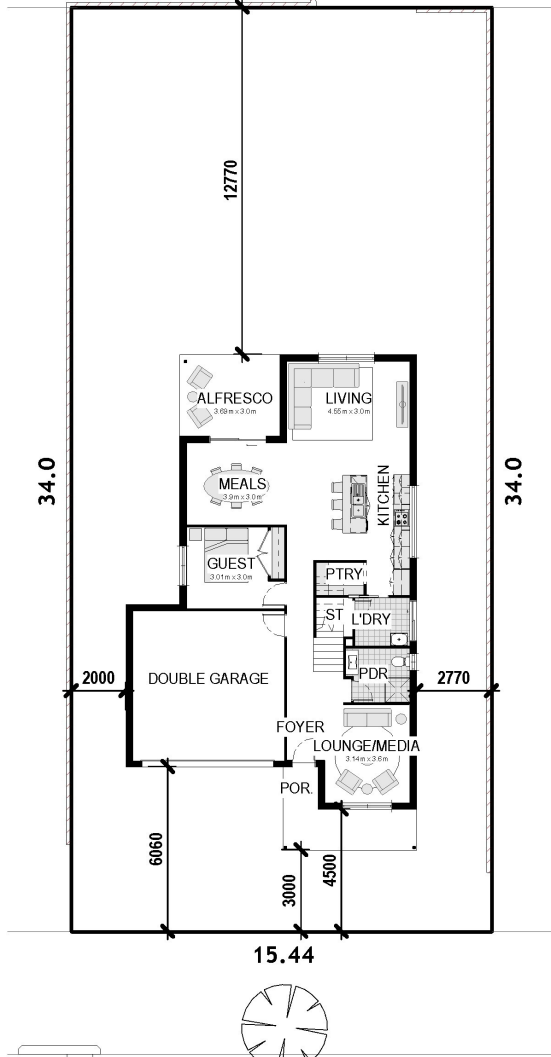 12770
ALFRESCO
3.69m x 3.0m
LIVING
4.55m x 3.0m
34.0
34.0
MEALS
3.9m x 3.0m
KITCHEN
GUEST
3.01m x 3.0m
PTRY
ST
L'DRY
2000
DOUBLE GARAGE
PDR
2770
FOYER
LOUNGE/MEDIA
3.14m x 3.6m
POR.
6060
3000
4500
15.44